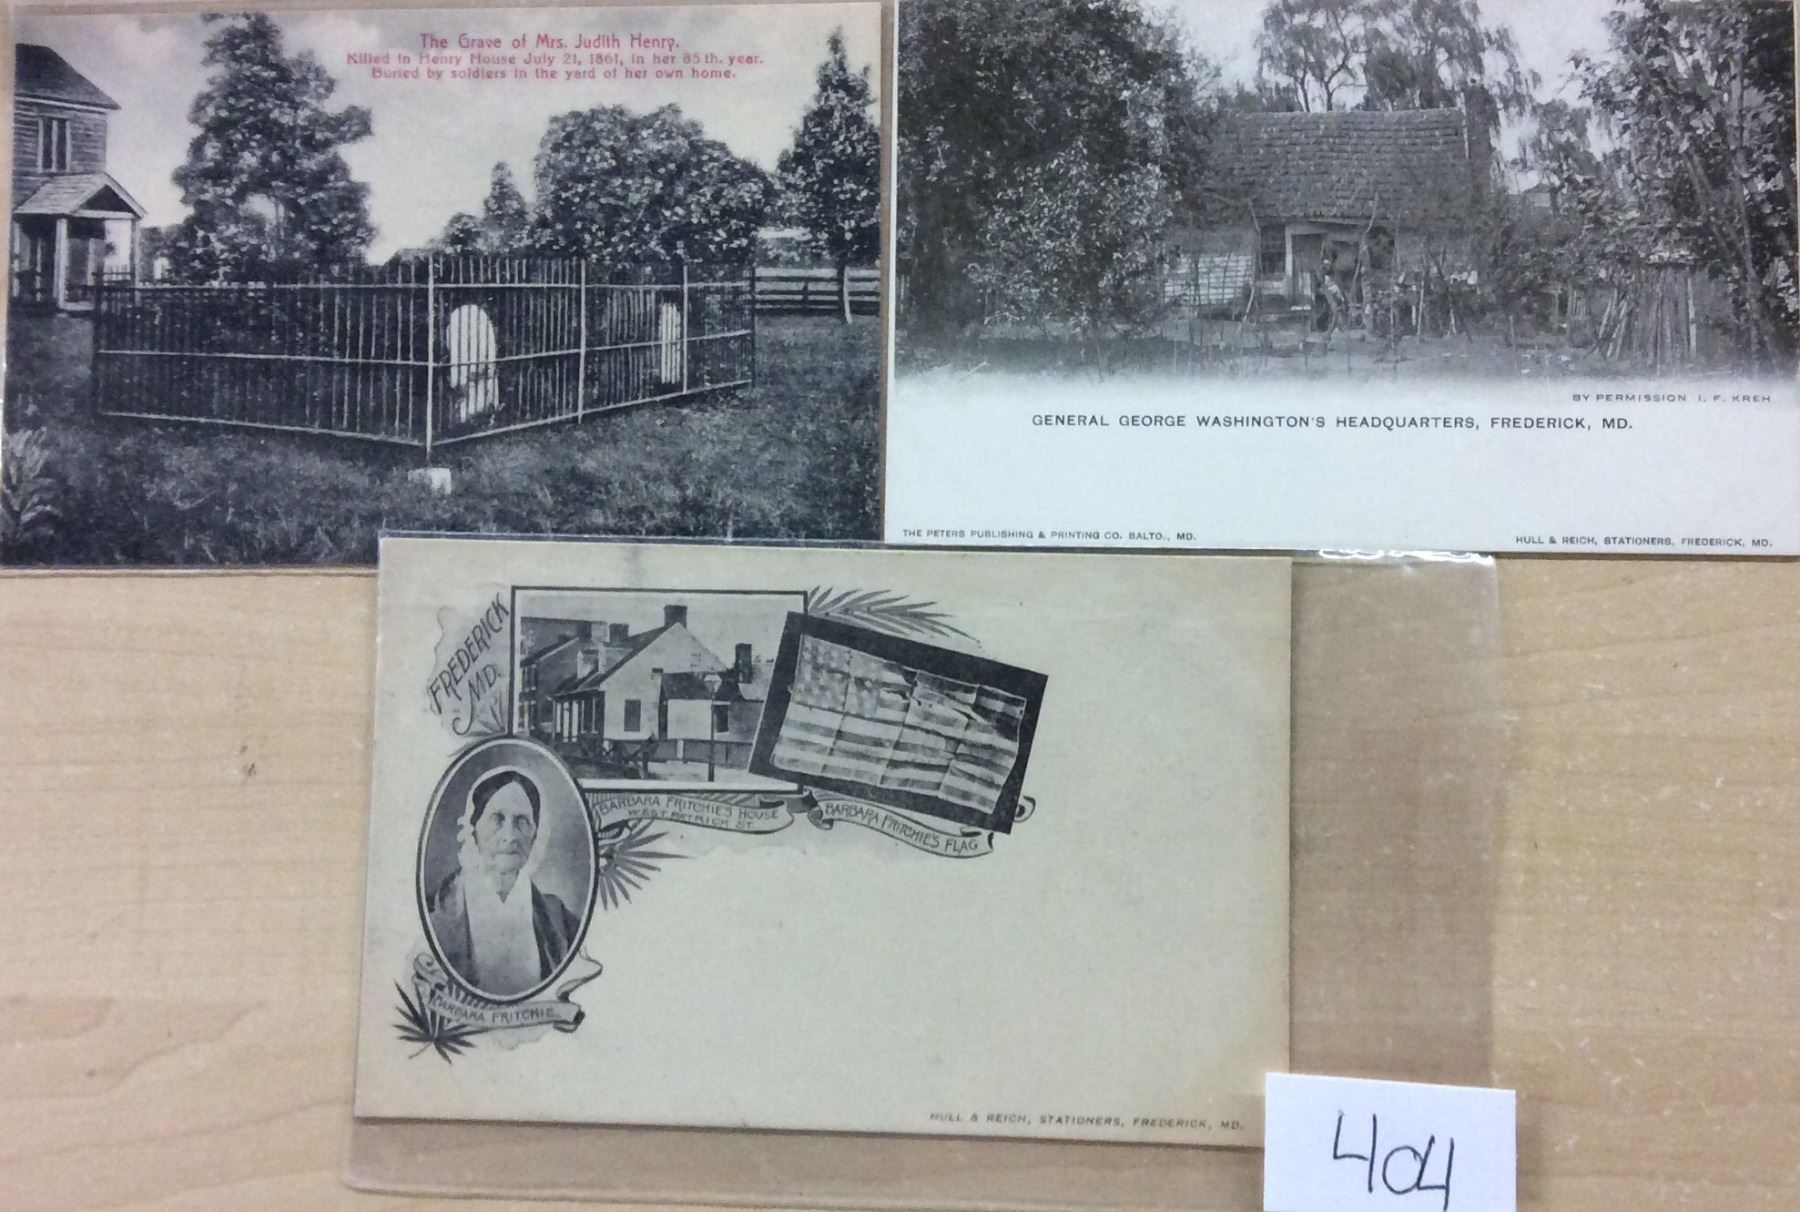 The Grave of Mrs. Judith Henry.
Killed in Henry House July 21, 1861, in her 85th. year.
Buried by soldiers in the yard of her own home.
BY PERMISSION I. F. KREH
GENERAL GEORGE WASHINGTON'S HEADQUARTERS, FREDERICK, MD.
THE PETERS PUBLISHING & PRINTING CO. BALTO., MD.
HULL & REICH, STATIONERS, FREDERICK, MD.
FREDERICK
MD.
BARBARA FRITCHIE'S HOUSE
WEST PATRICK ST.
BARBARA FRITCHIE'S FLAG
BARBARA FRITCHIE.
HULL & REICH, STATIONERS, FREDERICK, MD.
404